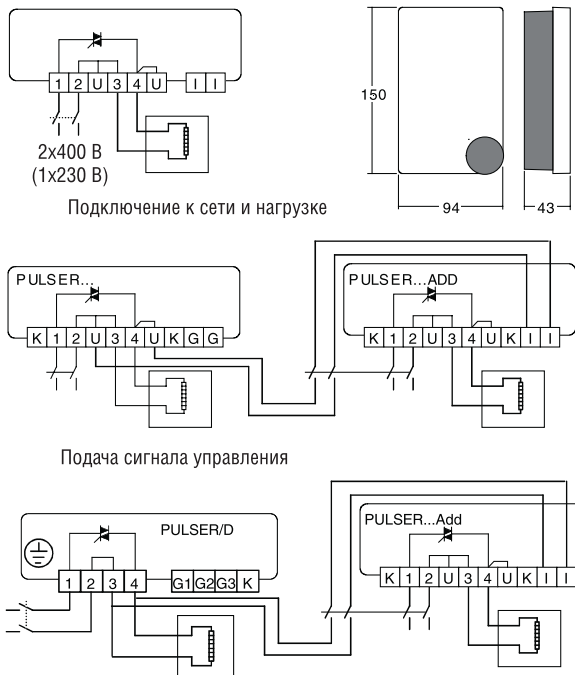 1 2 U 3 4 U I I
2х400 В
(1х230 В)
150
94
43
Подключение к сети и нагрузке
PULSER...
K 1 2 U 3 4 U K G G
PULSER...ADD
K 1 2 U 3 4 U K I I
Подача сигнала управления
PULSER/D
1 2 3 4 G1 G2 G3 K
PULSER...Add
K 1 2 U 3 4 U K I I